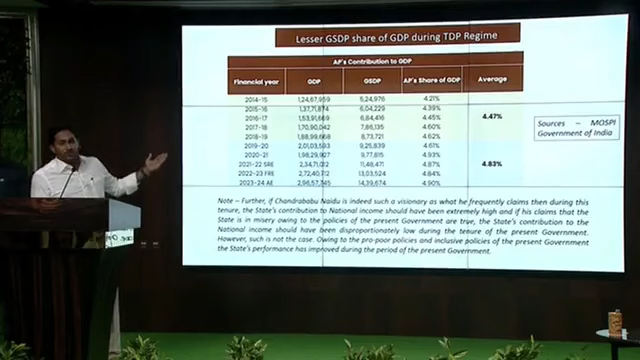 Lesser GSDP share of GDP during TDP Regime
AP's Contribution to GDP
Financial year GDP GSDP AP's Share of GDP Average
2014-15 1,24,67,959 5,24,976 4.21%
2015-16 1,37,71,874 6,04,229 4.39%
2016-17 1,53,91,669 6,84,416 4.45% 4.47%
2017-18 1,70,90,042 7,86,135 4.60%
2018-19 1,88,99,668 8,73,721 4.62%
2019-20 2,01,03,593 9,25,839 4.61%
2020-21 1,98,29,927 9,77,815 4.93%
2021-22 SRE 2,34,71,012 11,48,471 4.87% 4.83%
2022-23 FRE 2,72,40,712 13,03,524 4.84%
2023-24 AE 2,96,57,745 14,39,674 4.90%
Sources – MOSPI
Government of India
Note – Further, if Chandrababu Naidu is indeed such a visionary as what he frequently claims then during this
tenure, the State's contribution to National income should have been extremely high and if his claims that the
State is in misery owing to the policies of the present Government are true, the State's contribution to the
National income should have been disproportionately low during the tenure of the present Government.
However, such is not the case. Owing to the pro-poor policies and inclusive policies of the present Government
the State's performance has improved during the period of the present Government.